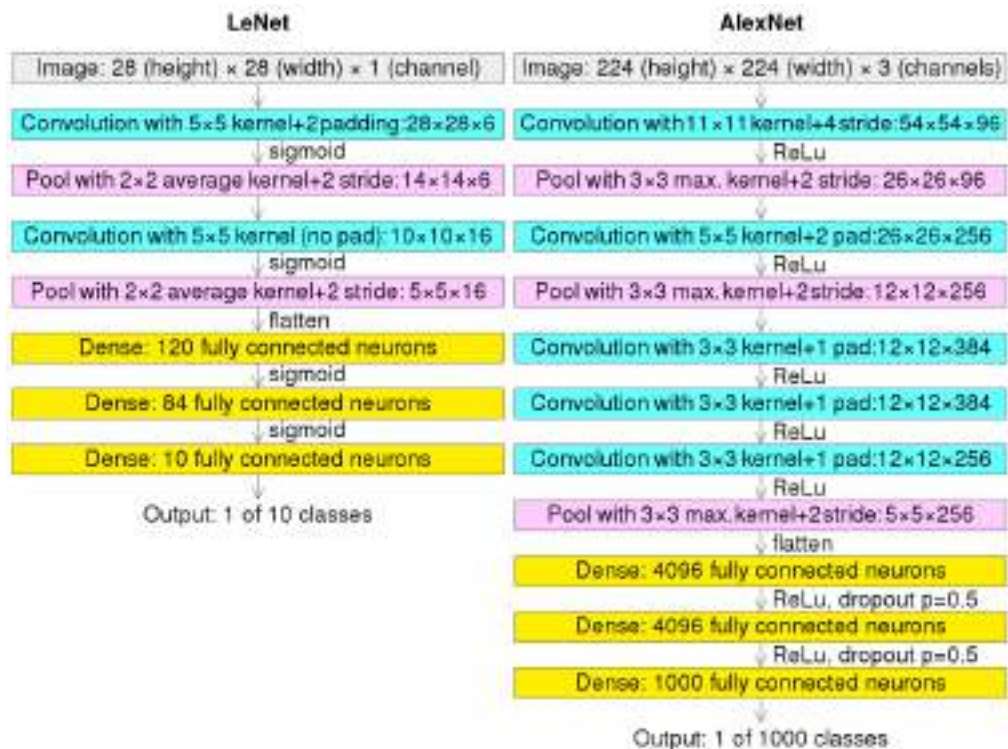 LeNet
Image: 28 (height) × 28 (width) × 1 (channel)
Convolution with 5×5 kernel+2 padding:28×28×6
sigmoid
Pool with 2×2 average kernel+2 stride:14×14×6
Convolution with 5×5 kernel (no pad):10×10×16
sigmoid
Pool with 2×2 average kernel+2 stride:5×5×16
flatten
Dense: 120 fully connected neurons
sigmoid
Dense: 84 fully connected neurons
sigmoid
Dense: 10 fully connected neurons
Output: 1 of 10 classes
AlexNet
Image: 224 (height) × 224 (width) × 3 (channels)
Convolution with 11×11 kernel+4 stride:54×54×96
ReLu
Pool with 3×3 max. kernel+2 stride: 26×26×96
Convolution with 5×5 kernel+2 pad:26×26×256
ReLu
Pool with 3×3 max. kernel+2stride:12×12×256
Convolution with 3×3 kernel+1 pad:12×12×384
ReLu
Convolution with 3×3 kernel+1 pad:12×12×384
ReLu
Convolution with 3×3 kernel+1 pad:12×12×256
ReLu
Pool with 3×3 max. kernel+2stride:5×5×256
flatten
Dense: 4096 fully connected neurons
ReLu, dropout p=0.5
Dense: 4096 fully connected neurons
ReLu, dropout p=0.5
Dense: 1000 fully connected neurons
Output: 1 of 1000 classes